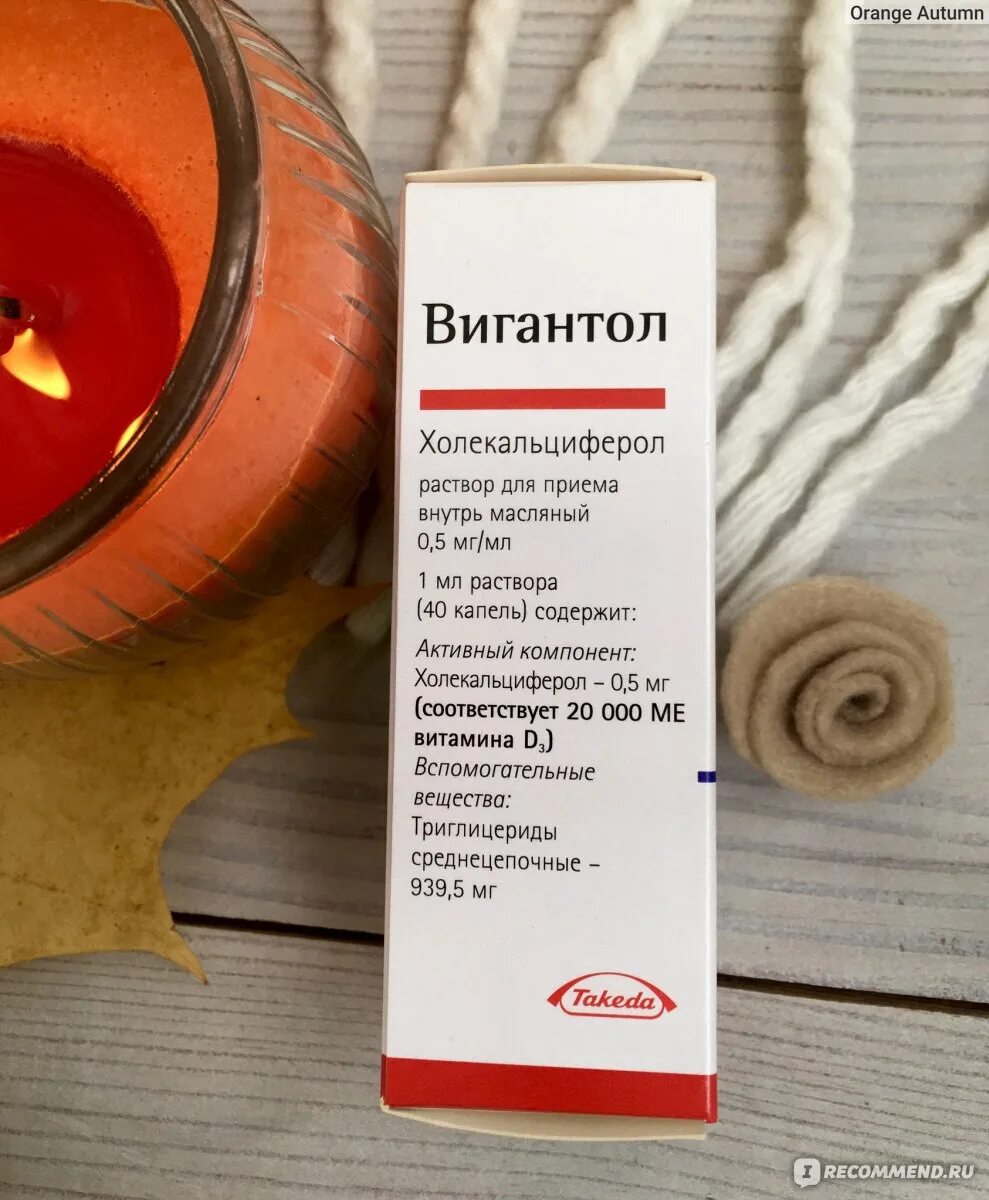 Orange Autumn
Вигантол
Холекальциферол
раствор для приема
внутрь масляный
0,5 мг/мл
1 мл раствора
(40 капель) содержит:
Активный компонент:
Холекальциферол – 0,5 мг
(соответствует 20 000 МЕ
витамина D₃)
Вспомогательные
вещества:
Триглицериды
среднецепочные –
939,5 мг
Takeda
IRECOMMEND.RU